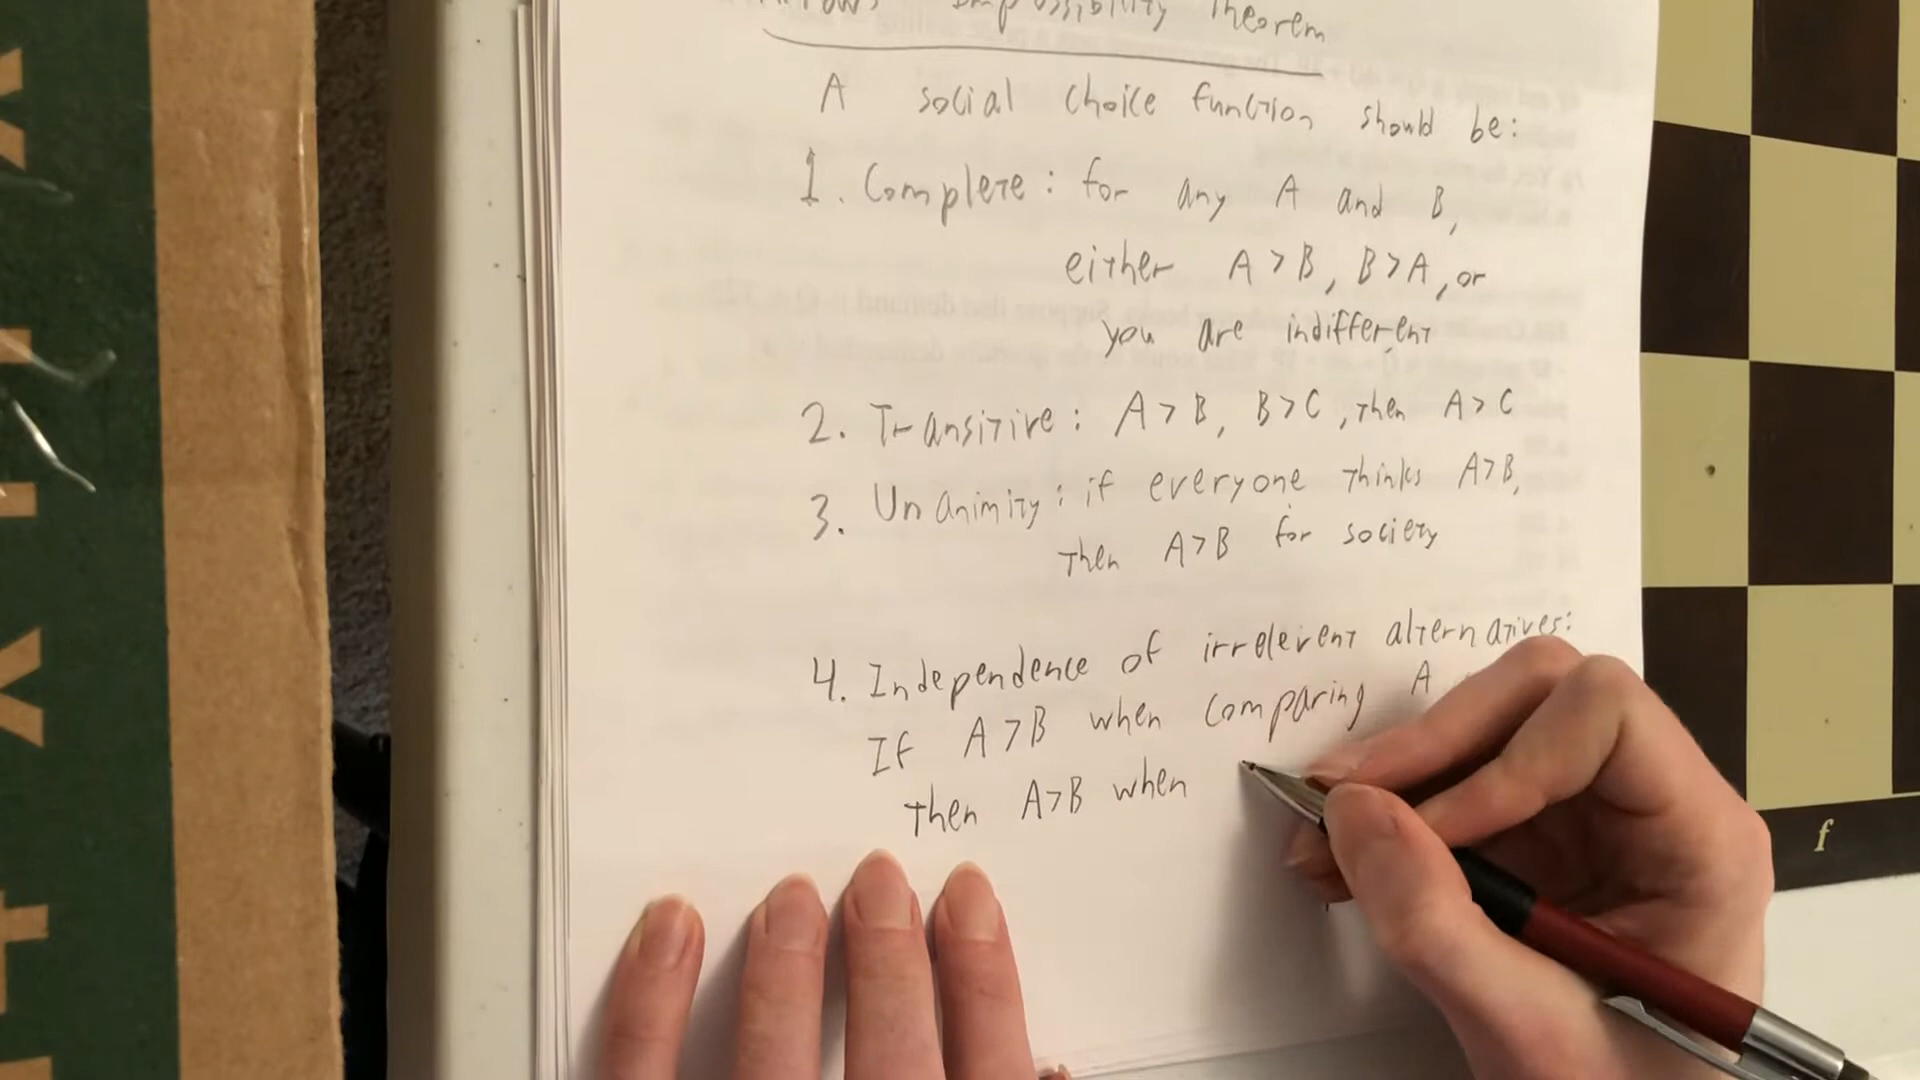 Impossibility Theorem
A social choice function should be:
1. Complete: for any A and B,
either A > B, B > A, or
you are indifferent
2. Transitive: A > B, B > C, then A > C
3. Unanimity: if everyone thinks A > B,
then A > B for society
4. Independence of irrelevent alternatives:
If A > B when comparing A
then A > B when
f